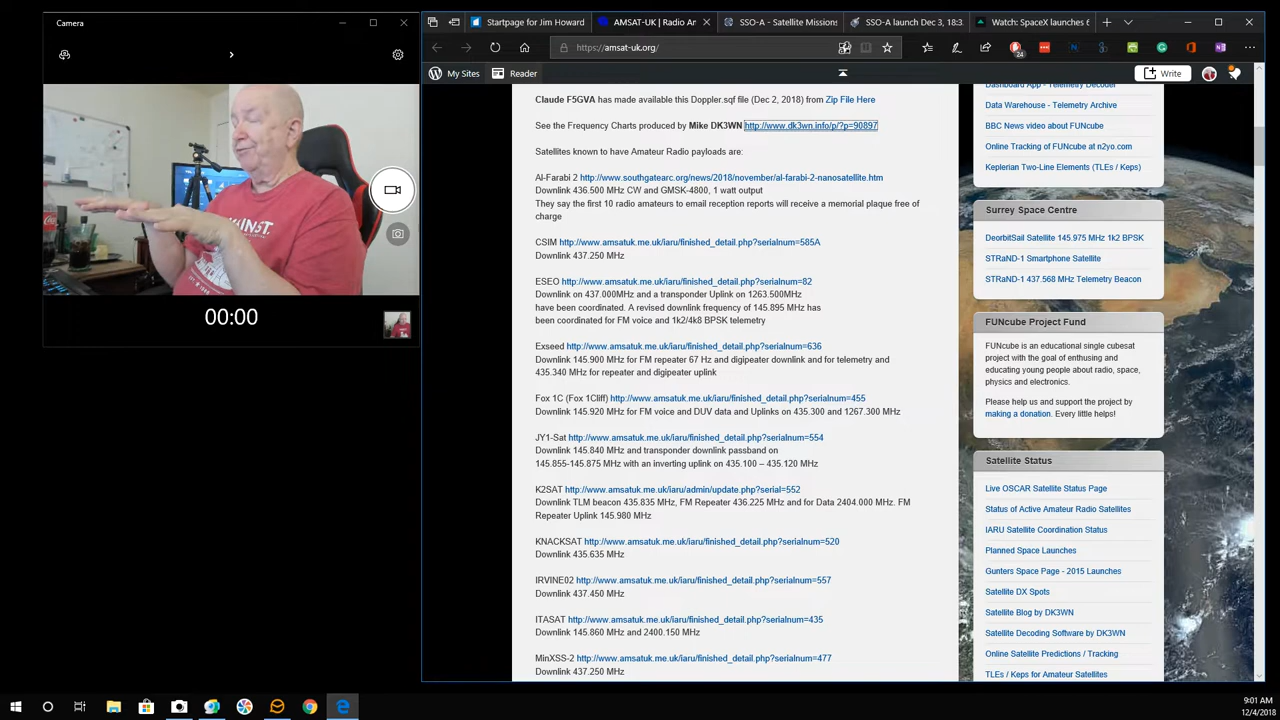 Camera
00:00
Startpage for Jim Howard
AMSAT-UK | Radio Am
SSO-A - Satellite Missions
SSO-A launch Dec 3, 18:3
Watch: SpaceX launches 6
https://amsat-uk.org/
24
My Sites
Reader
Write
Claude F5GVA has made available this Doppler.sqf file (Dec 2, 2018) from Zip File Here
See the Frequency Charts produced by Mike DK3WN http://www.dk3wn.info/p/?p=90897
Satellites known to have Amateur Radio payloads are:
Al-Farabi 2 http://www.southgatearc.org/news/2018/november/al-farabi-2-nanosatellite.htm
Downlink 436.500 MHz CW and GMSK-4800, 1 watt output
They say the first 10 radio amateurs to email reception reports will receive a memorial plaque free of
charge
CSIM http://www.amsatuk.me.uk/iaru/finished_detail.php?serialnum=585A
Downlink 437.250 MHz
ESEO http://www.amsatuk.me.uk/iaru/finished_detail.php?serialnum=82
Downlink on 437.000MHz and a transponder Uplink on 1263.500MHz
have been coordinated. A revised downlink frequency of 145.895 MHz has
been coordinated for FM voice and 1k2/4k8 BPSK telemetry
Exseed http://www.amsatuk.me.uk/iaru/finished_detail.php?serialnum=636
Downlink 145.900 MHz for FM repeater 67 Hz and digipeater downlink and for telemetry and
435.340 MHz for repeater and digipeater uplink
Fox 1C (Fox 1Cliff) http://www.amsatuk.me.uk/iaru/finished_detail.php?serialnum=455
Downlink 145.920 MHz for FM voice and DUV data and Uplinks on 435.300 and 1267.300 MHz
JY1-Sat http://www.amsatuk.me.uk/iaru/finished_detail.php?serialnum=554
Downlink 145.840 MHz and transponder downlink passband on
145.855-145.875 MHz with an inverting uplink on 435.100 – 435.120 MHz
K2SAT http://www.amsatuk.me.uk/iaru/admin/update.php?serial=552
Downlink TLM beacon 435.835 MHz, FM Repeater 436.225 MHz and for Data 2404.000 MHz. FM
Repeater Uplink 145.980 MHz
KNACKSAT http://www.amsatuk.me.uk/iaru/finished_detail.php?serialnum=520
Downlink 435.635 MHz
IRVINE02 http://www.amsatuk.me.uk/iaru/finished_detail.php?serialnum=557
Downlink 437.450 MHz
ITASAT http://www.amsatuk.me.uk/iaru/finished_detail.php?serialnum=435
Downlink 145.860 MHz and 2400.150 MHz
MinXSS-2 http://www.amsatuk.me.uk/iaru/finished_detail.php?serialnum=477
Downlink 437.250 MHz
Dashboard App - Telemetry Decoder
Data Warehouse - Telemetry Archive
BBC News video about FUNcube
Online Tracking of FUNcube at n2yo.com
Keplerian Two-Line Elements (TLEs / Keps)
Surrey Space Centre
DeorbitSail Satellite 145.975 MHz 1k2 BPSK
STRaND-1 Smartphone Satellite
STRaND-1 437.568 MHz Telemetry Beacon
FUNcube Project Fund
FUNcube is an educational single cubesat
project with the goal of enthusing and
educating young people about radio, space,
physics and electronics.
Please help us and support the project by
making a donation. Every little helps!
Satellite Status
Live OSCAR Satellite Status Page
Status of Active Amateur Radio Satellites
IARU Satellite Coordination Status
Planned Space Launches
Gunters Space Page - 2015 Launches
Satellite DX Spots
Satellite Blog by DK3WN
Satellite Decoding Software by DK3WN
Online Satellite Predictions / Tracking
TLEs / Keps for Amateur Satellites
9:01 AM
12/4/2018